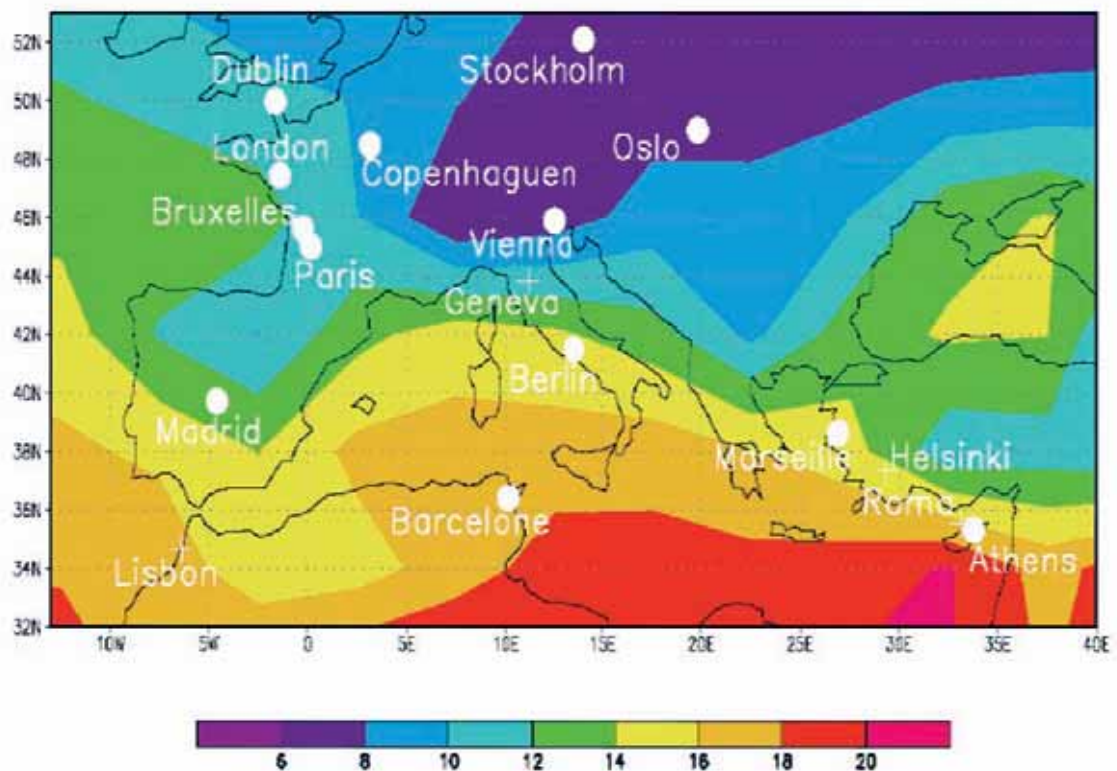 52N
Dublin
Stockholm
50N
London
Oslo
48N
Copenhaguen
46N
Bruxelles
Vienna
Paris
44N
Geneva
42N
Berlin
40N
Madrid
38N
Marseille
Helsinki
36N
Barcelone
Roma
34N
Lisbon
Athens
32N
10W 5W 0 5E 10E 15E 20E 25E 30E 35E 40E
6 8 10 12 14 16 18 20